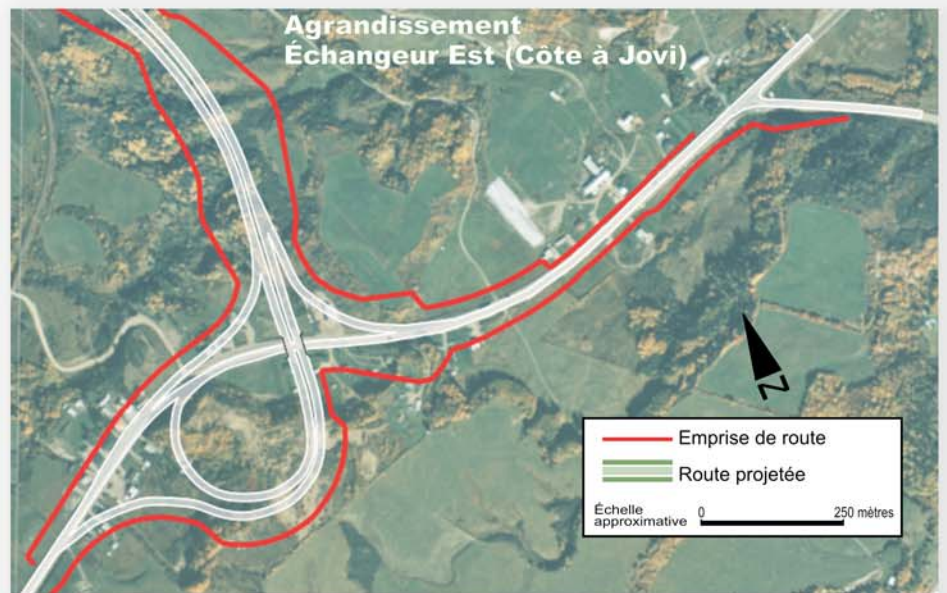 Agrandissement
Échangeur Est (Côte à Jovi)
N
Emprise de route
Route projetée
Échelle
approximative
0 250 mètres